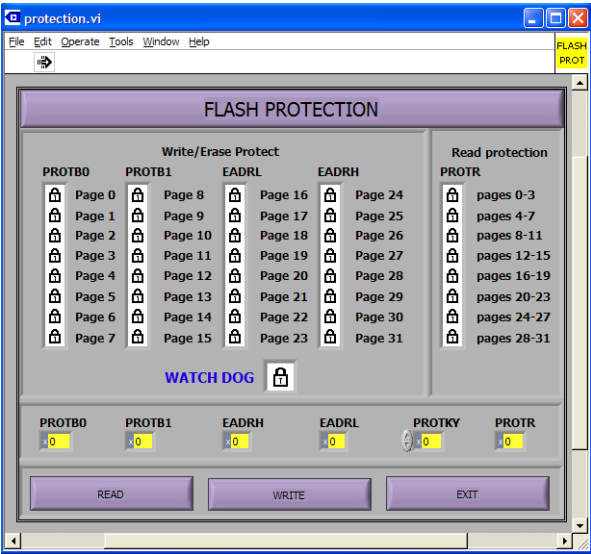 protection.vi
File Edit Operate Tools Window Help
FLASH
PROT
FLASH PROTECTION
Write/Erase Protect
Read protection
PROTB0 PROTB1 EADRL EADRH PROTR
Page 0 Page 8 Page 16 Page 24 pages 0-3
Page 1 Page 9 Page 17 Page 25 pages 4-7
Page 2 Page 10 Page 18 Page 26 pages 8-11
Page 3 Page 11 Page 19 Page 27 pages 12-15
Page 4 Page 12 Page 20 Page 28 pages 16-19
Page 5 Page 13 Page 21 Page 29 pages 20-23
Page 6 Page 14 Page 22 Page 30 pages 24-27
Page 7 Page 15 Page 23 Page 31 pages 28-31
WATCH DOG
PROTB0 PROTB1 EADRH EADRL PROTKY PROTR
x0 x0 x0 x0 x0 x0
READ WRITE EXIT